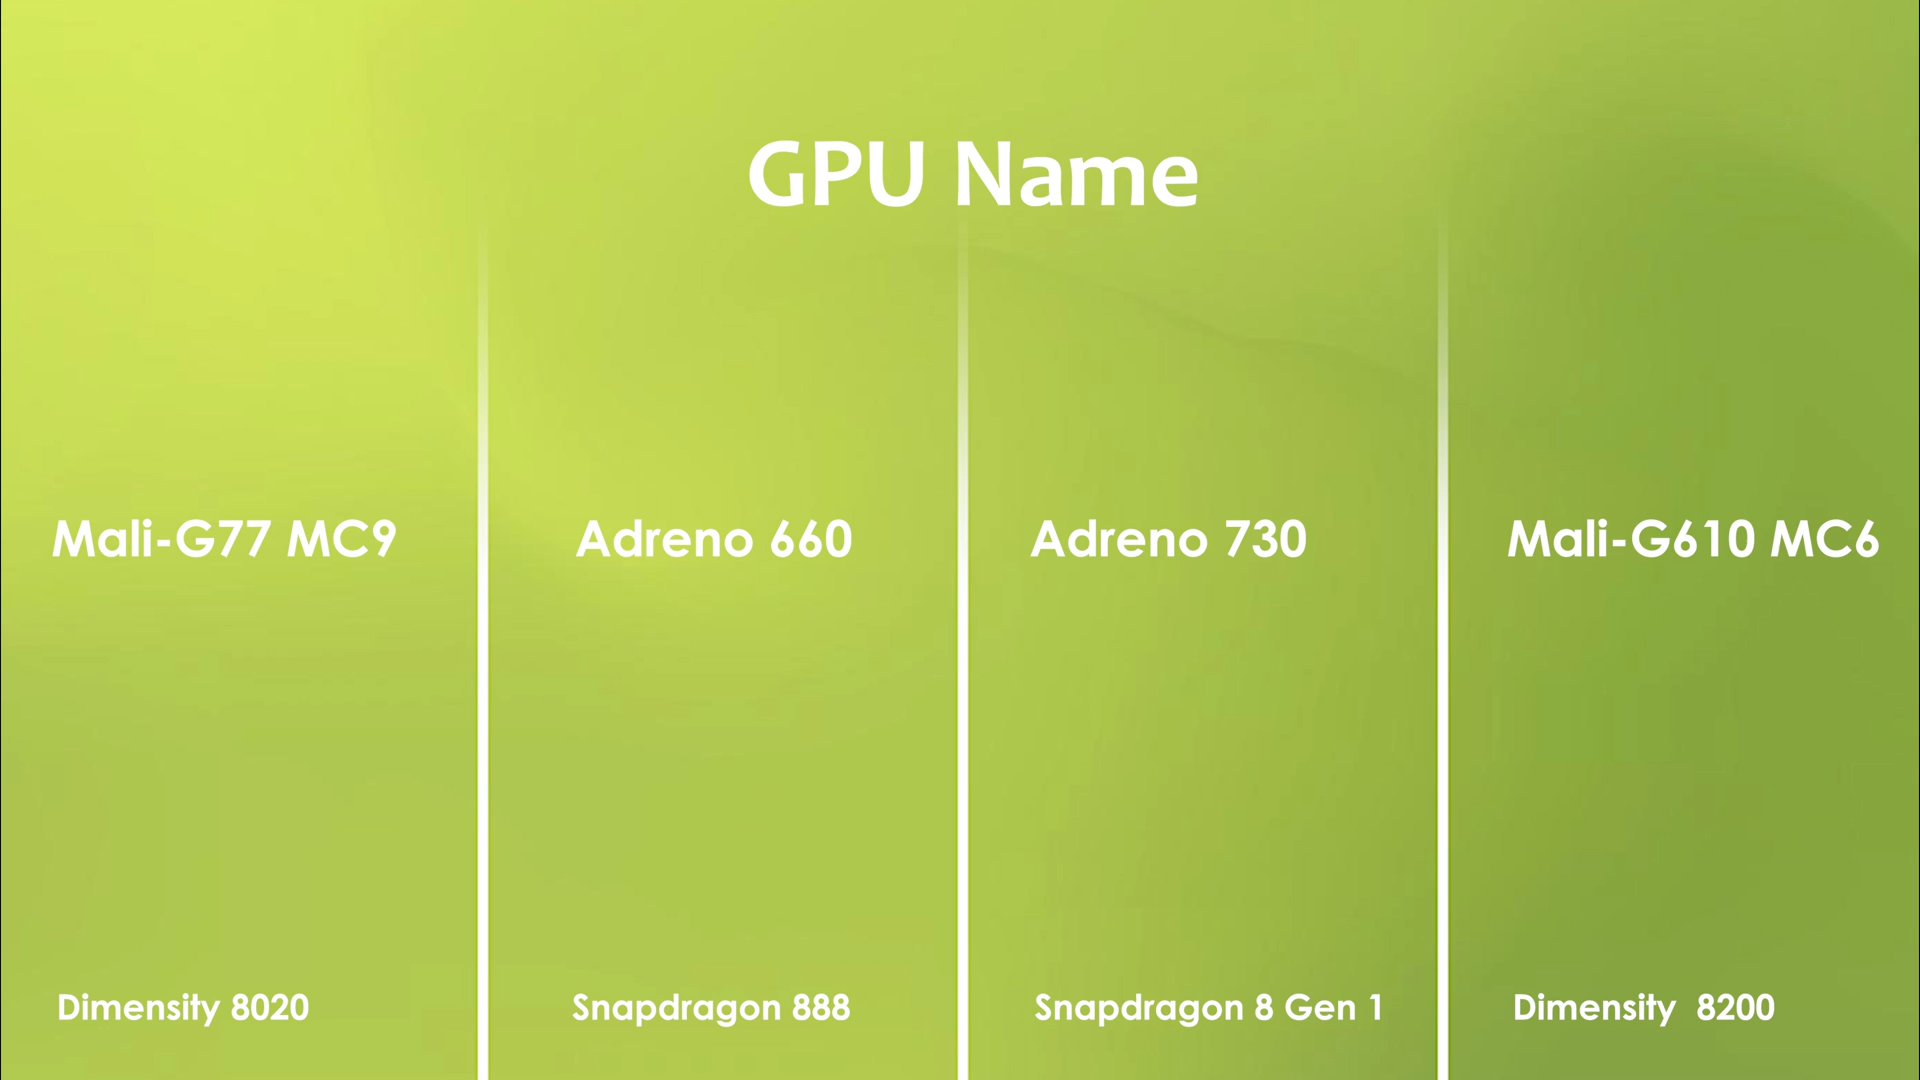 GPU Name
Mali-G77 MC9
Adreno 660
Adreno 730
Mali-G610 MC6
Dimensity 8020
Snapdragon 888
Snapdragon 8 Gen 1
Dimensity 8200